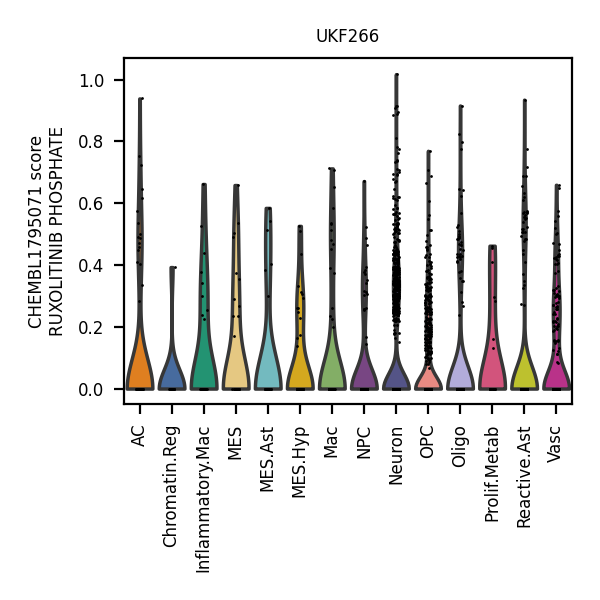 UKF266
CHEMBL1795071 score
RUXOLITINIB PHOSPHATE
1.0
0.8
0.6
0.4
0.2
0.0
AC
Chromatin.Reg
Inflammatory.Mac
MES
MES.Ast
MES.Hyp
Mac
NPC
Neuron
OPC
Oligo
Prolif.Metab
Reactive.Ast
Vasc